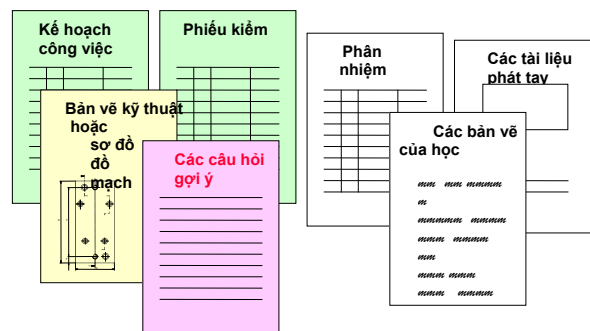 Kế hoạch
công việc
Phiếu kiểm
Phân
nhiệm
Các tài liệu
phát tay
Bản vẽ kỹ thuật
hoặc
sơ đồ
đồ
mạch
Các câu hỏi
gợi ý
Các bản vẽ
của học